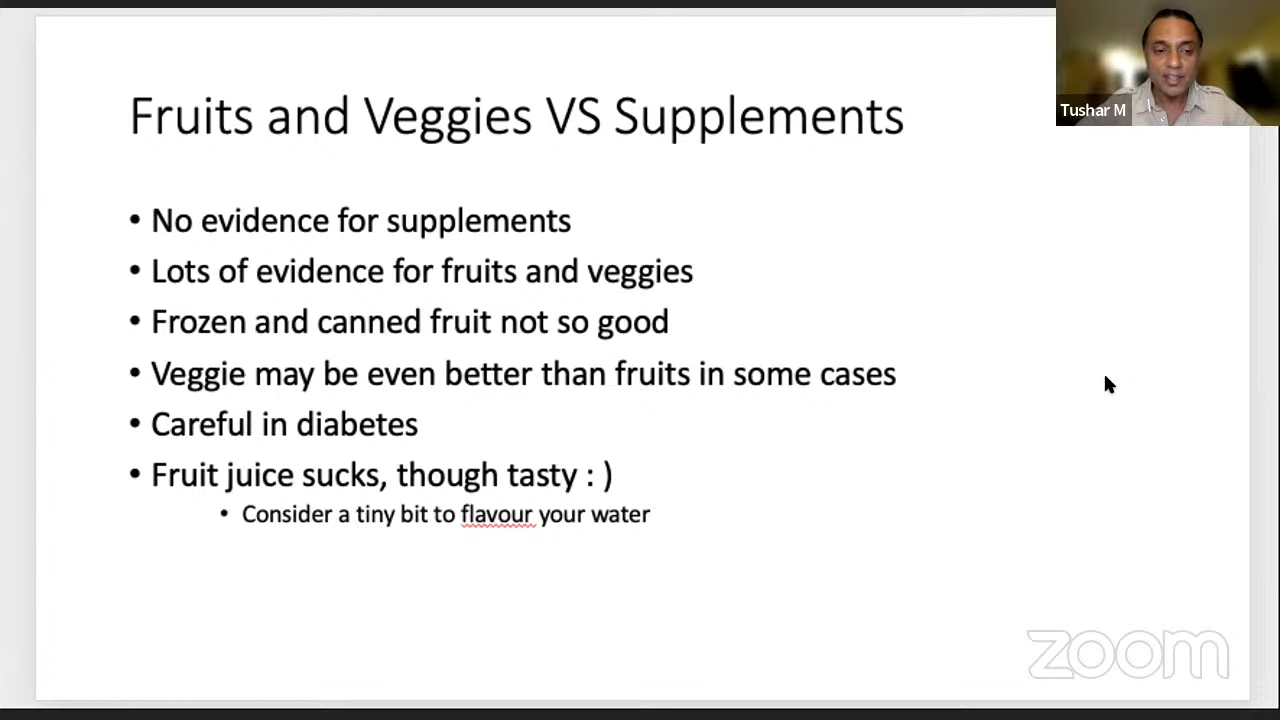 Fruits and Veggies VS Supplements
Tushar M
• No evidence for supplements
• Lots of evidence for fruits and veggies
• Frozen and canned fruit not so good
• Veggie may be even better than fruits in some cases
• Careful in diabetes
• Fruit juice sucks, though tasty : )
• Consider a tiny bit to flavour your water
zoom